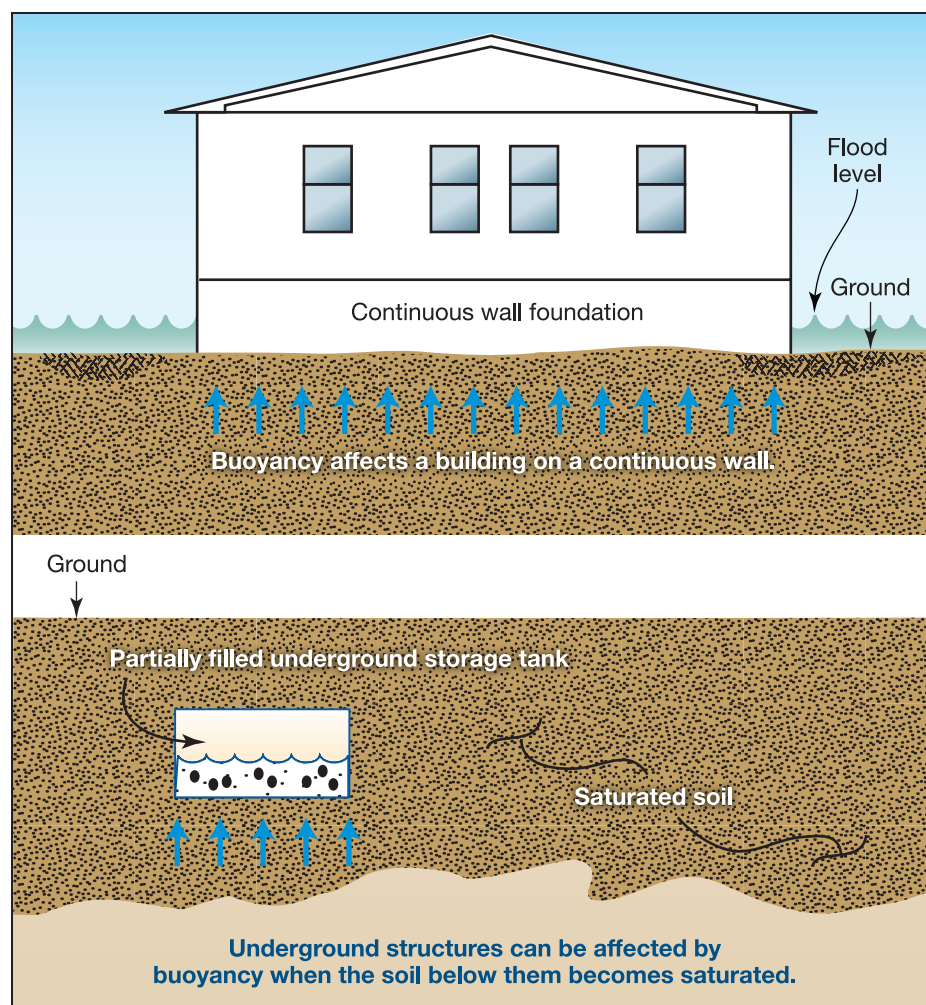 Flood
level
Ground
Continuous wall foundation
Buoyancy affects a building on a continuous wall.
Ground
Partially filled underground storage tank
Saturated soil
Underground structures can be affected by
buoyancy when the soil below them becomes saturated.